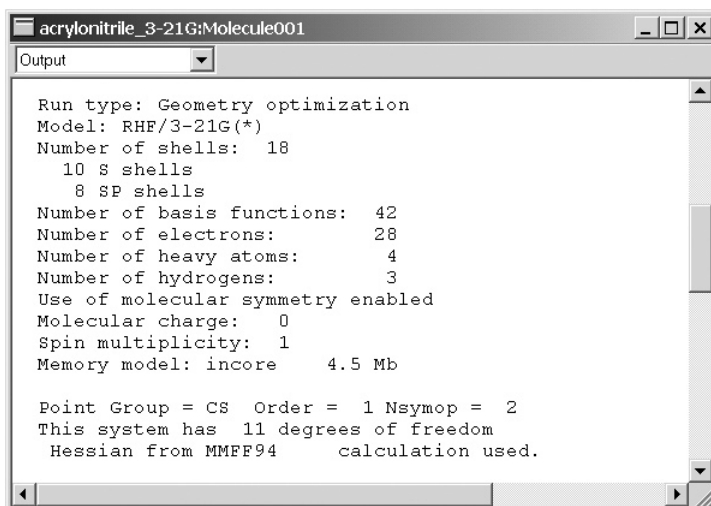 acrylonitrile_3-21G:Molecule001
Output
Run type: Geometry optimization
Model: RHF/3-21G(*)
Number of shells:  18
10 S shells
8 SP shells
Number of basis functions:  42
Number of electrons:  28
Number of heavy atoms:  4
Number of hydrogens:  3
Use of molecular symmetry enabled
Molecular charge:  0
Spin multiplicity:  1
Memory model: incore  4.5 Mb
Point Group = CS  Order =  1 Nsymop =  2
This system has  11 degrees of freedom
Hessian from MMFF94  calculation used.